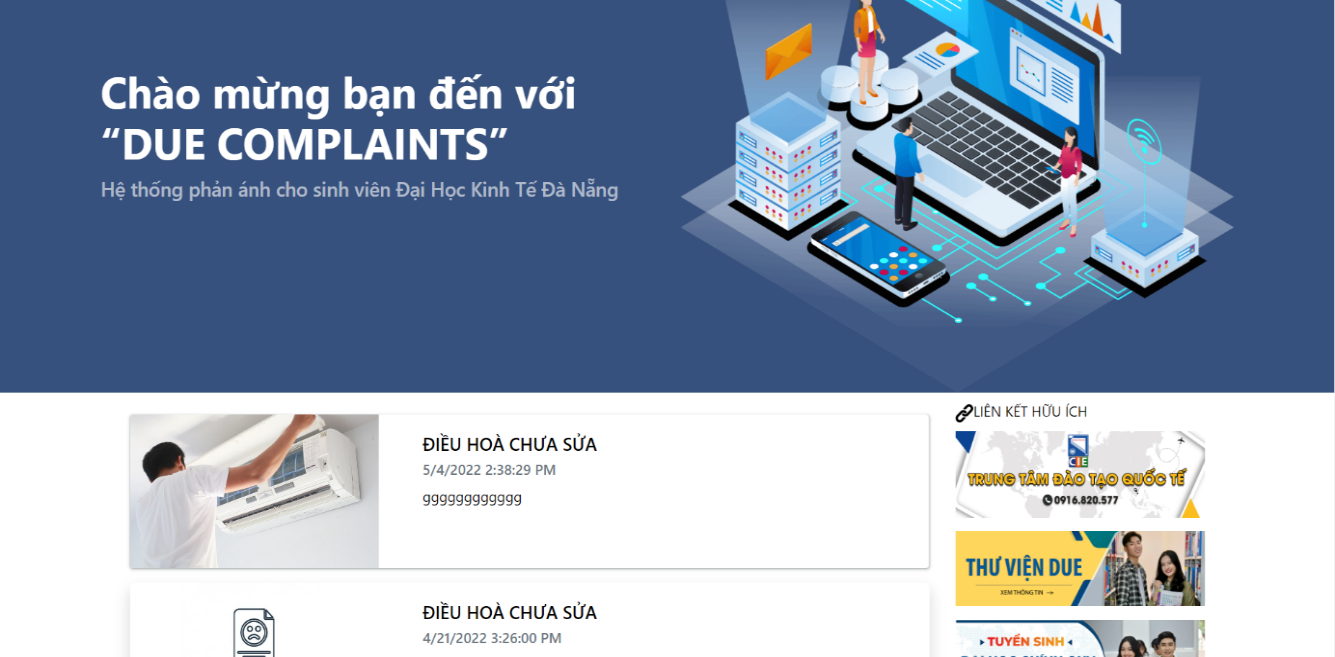 Chào mừng bạn đến với
“DUE COMPLAINTS”
Hệ thống phản ánh cho sinh viên Đại Học Kinh Tế Đà Nẵng
ĐIỀU HOÀ CHƯA SỬA
5/4/2022 2:38:29 PM
gggggggggggg
ĐIỀU HOÀ CHƯA SỬA
4/21/2022 3:26:00 PM
LIÊN KẾT HỮU ÍCH
CIE
TRUNG TÂM ĐÀO TẠO QUỐC TẾ
0916.820.577
THƯ VIỆN DUE
XEM THÔNG TIN
TUYỂN SINH